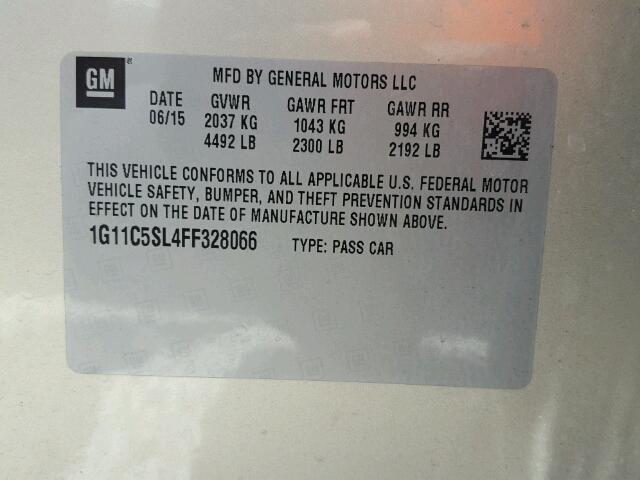 GM®
MFD BY GENERAL MOTORS LLC
DATE GVWR GAWR FRT GAWR RR
06/15 2037 KG 1043 KG 994 KG
4492 LB 2300 LB 2192 LB
THIS VEHICLE CONFORMS TO ALL APPLICABLE U.S. FEDERAL MOTOR
VEHICLE SAFETY, BUMPER, AND THEFT PREVENTION STANDARDS IN
EFFECT ON THE DATE OF MANUFACTURE SHOWN ABOVE.
1G11C5SL4FF328066 TYPE: PASS CAR